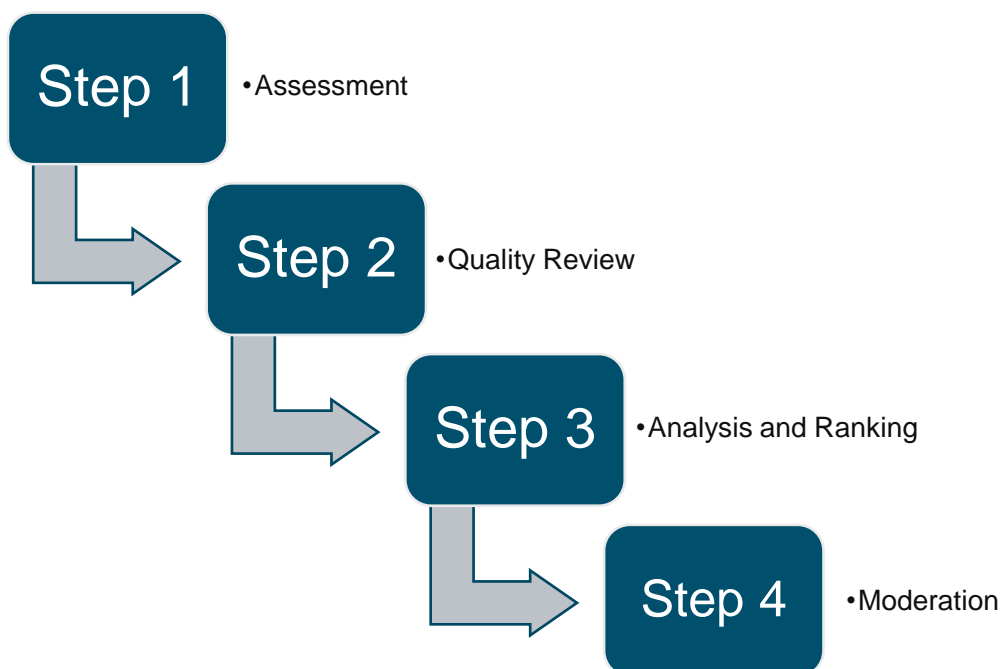 Step 1
•Assessment
Step 2
•Quality Review
Step 3
•Analysis and Ranking
Step 4
•Moderation